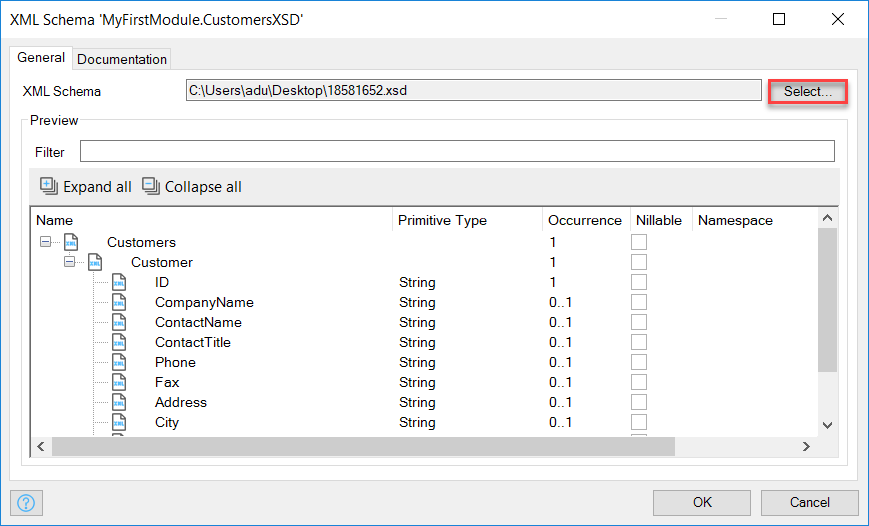 XML Schema 'MyFirstModule.CustomersXSD'
General Documentation
XML Schema C:\Users\adu\Desktop\18581652.xsd Select...
Preview
Filter
Expand all Collapse all
Name Primitive Type Occurrence Nillable Namespace
Customers 1
Customer 1
ID String 1
CompanyName String 0..1
ContactName String 0..1
ContactTitle String 0..1
Phone String 0..1
Fax String 0..1
Address String 0..1
City String 0..1
OK Cancel